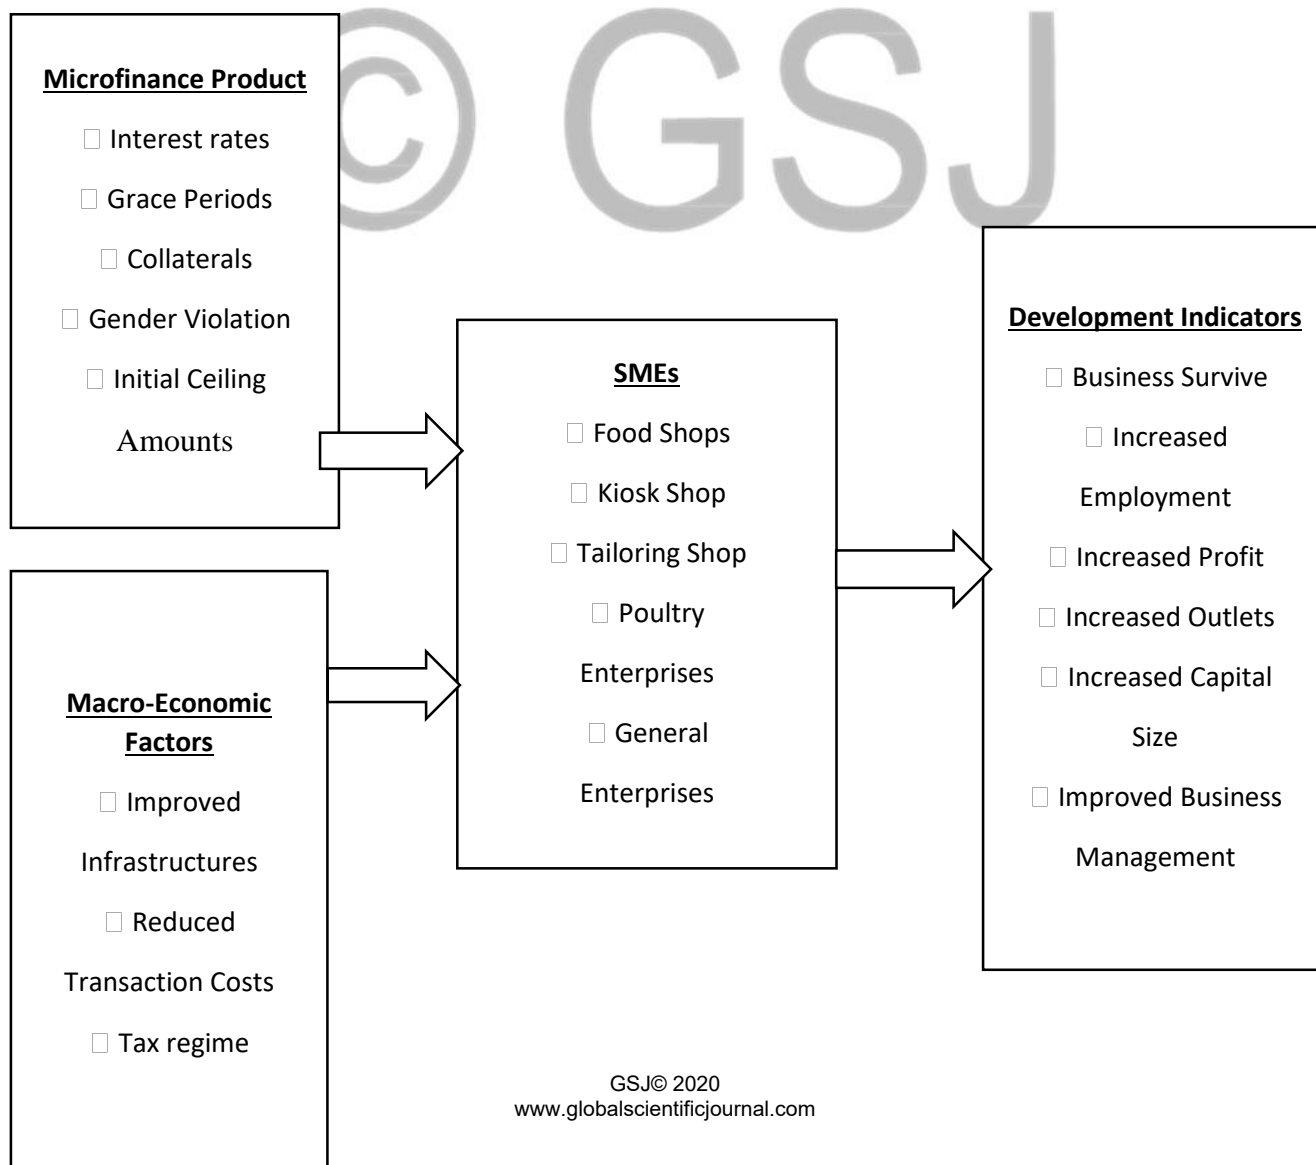 © GSJ
Microfinance Product
Interest rates
Grace Periods
Collaterals
Gender Violation
Initial Ceiling
Amounts
Macro-Economic
Factors
Improved
Infrastructures
Reduced
Transaction Costs
Tax regime
SMEs
Food Shops
Kiosk Shop
Tailoring Shop
Poultry
Enterprises
General
Enterprises
Development Indicators
Business Survive
Increased
Employment
Increased Profit
Increased Outlets
Increased Capital
Size
Improved Business
Management
GSJ© 2020
www.globalscientificjournal.com